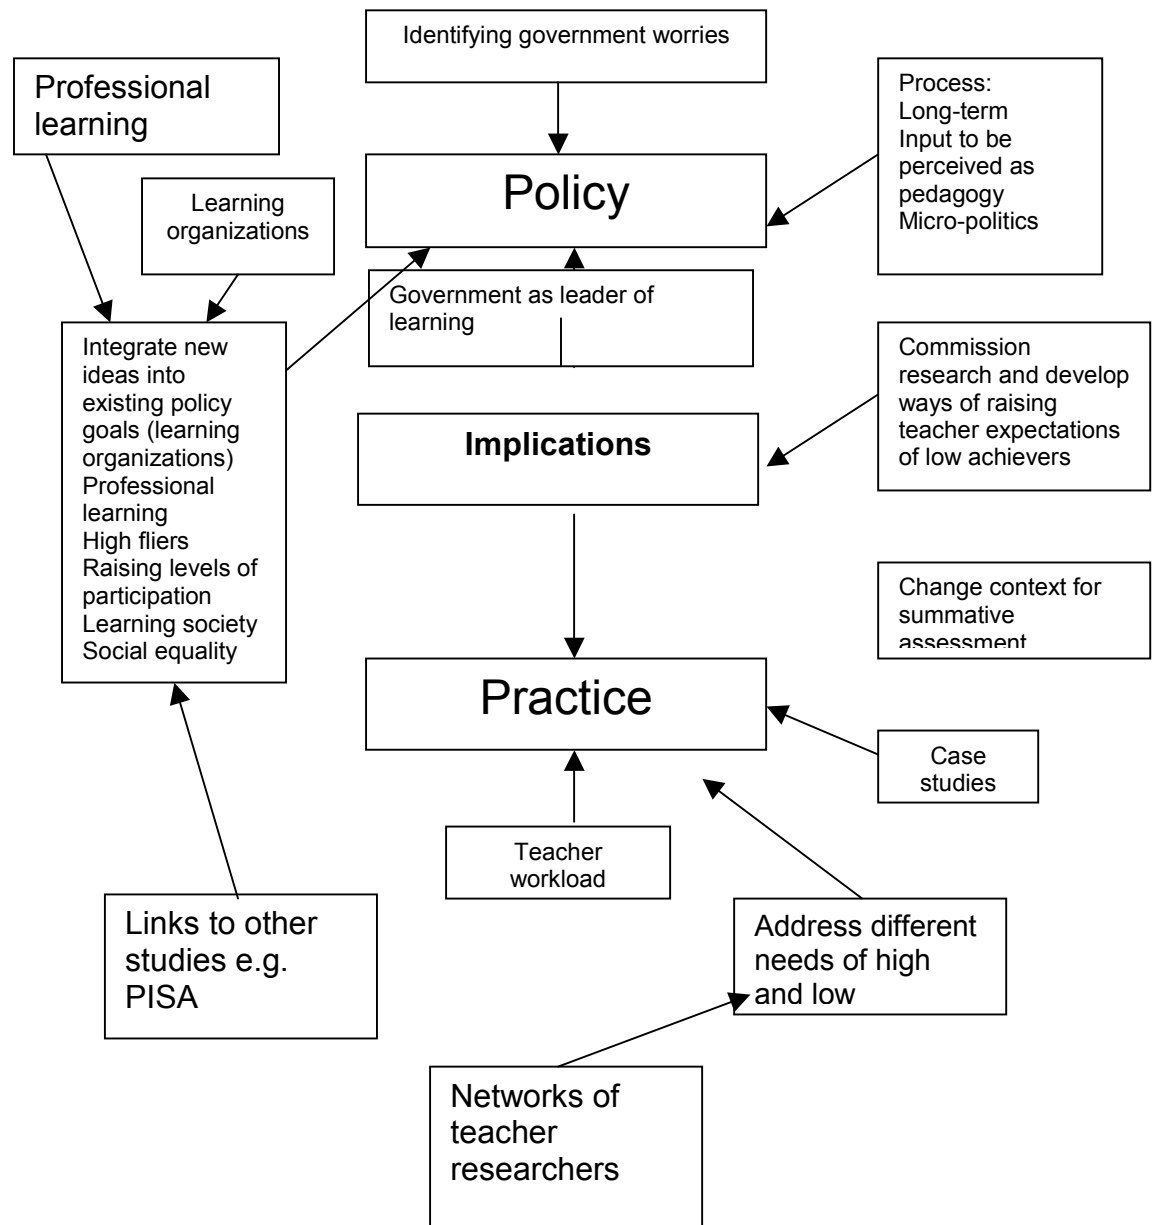 Identifying government worries
Professional
learning
Process:
Long-term
Input to be
perceived as
pedagogy
Micro-politics
Policy
Learning
organizations
Government as leader of
learning
Integrate new
ideas into
existing policy
goals (learning
organizations)
Professional
learning
High fliers
Raising levels of
participation
Learning society
Social equality
Commission
research and develop
ways of raising
teacher expectations
of low achievers
Implications
Change context for
summative
assessment
Practice
Case
studies
Teacher
workload
Links to other
studies e.g.
PISA
Address different
needs of high
and low
Networks of
teacher
researchers